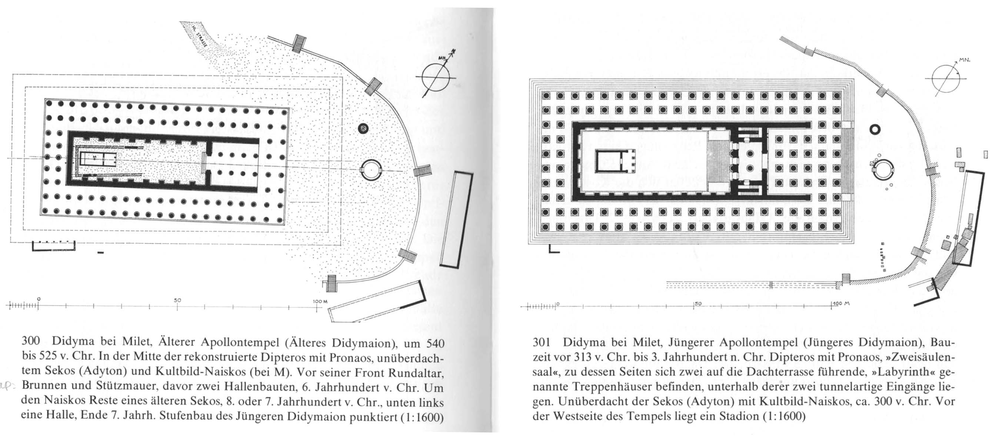 HL. STRASSE
MN.
N
M
0 50 100 M
300 Didyma bei Milet, Älterer Apollontempel (Älteres Didymaion), um 540
bis 525 v. Chr. In der Mitte der rekonstruierte Dipteros mit Pronaos, unüberdach-
tem Sekos (Adyton) und Kultbild-Naiskos (bei M). Vor seiner Front Rundaltar,
Brunnen und Stützmauer, davor zwei Hallenbauten, 6. Jahrhundert v. Chr. Um
den Naiskos Reste eines älteren Sekos, 8. oder 7. Jahrhundert v. Chr., unten links
eine Halle, Ende 7. Jahrh. Stufenbau des Jüngeren Didymaion punktiert (1:1600)
MN.
0 50 100 M
301 Didyma bei Milet, Jüngerer Apollontempel (Jüngeres Didymaion), Bau-
zeit vor 313 v. Chr. bis 3. Jahrhundert n. Chr. Dipteros mit Pronaos, »Zweisäulen-
saal«, zu dessen Seiten sich zwei auf die Dachterrasse führende, »Labyrinth« ge-
nannte Treppenhäuser befinden, unterhalb derer zwei tunnelartige Eingänge lie-
gen. Unüberdacht der Sekos (Adyton) mit Kultbild-Naiskos, ca. 300 v. Chr. Vor
der Westseite des Tempels liegt ein Stadion (1:1600)